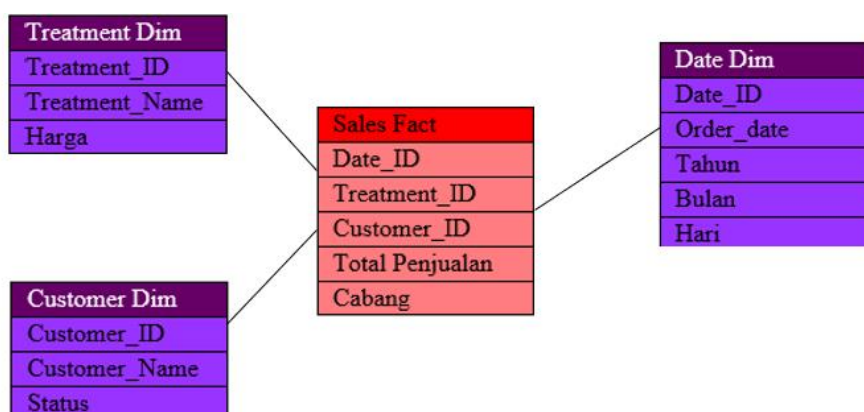 Treatment Dim
Treatment_ID
Treatment_Name
Harga
Sales Fact
Date_ID
Treatment_ID
Customer_ID
Total Penjualan
Cabang
Date Dim
Date_ID
Order_date
Tahun
Bulan
Hari
Customer Dim
Customer_ID
Customer_Name
Status